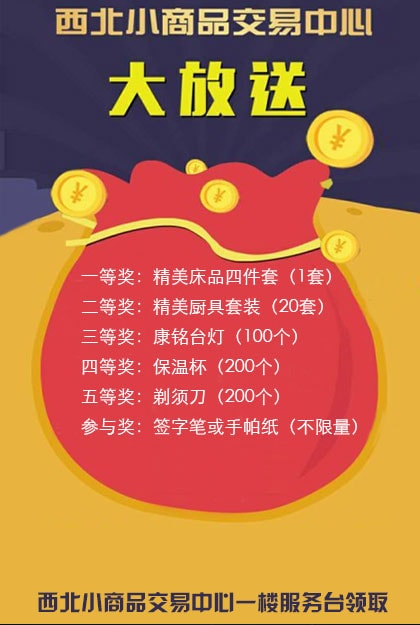 西北小商品交易中心
大放送
一等奖：精美床品四件套（1套）
二等奖：精美厨具套装（20套）
三等奖：康铭台灯（100个）
四等奖：保温杯（200个）
五等奖：剃须刀（200个）
参与奖：签字笔或手帕纸（不限量）
西北小商品交易中心一楼服务台领取